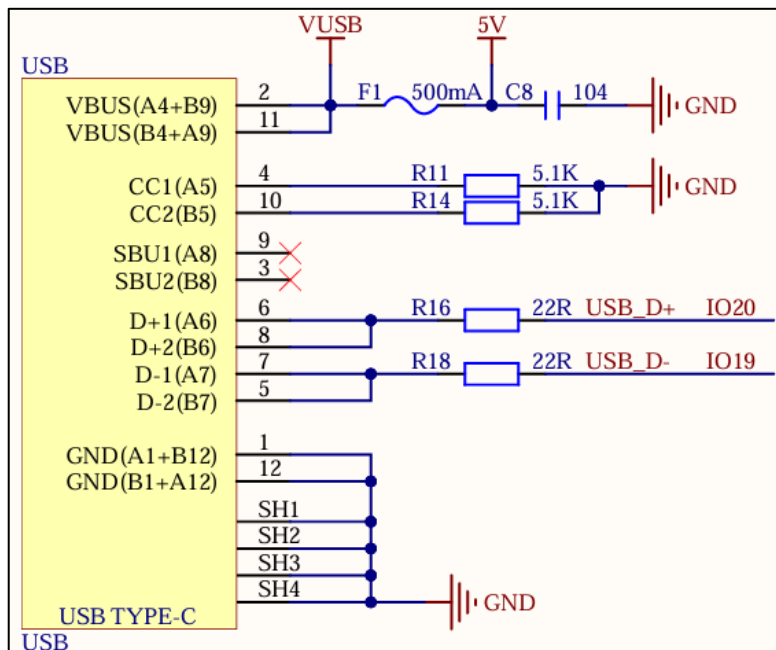 VUSB 5V
USB
VBUS(A4+B9) 2 F1 500mA C8 104 GND
VBUS(B4+A9) 11
CC1(A5) 4 R11 5.1K GND
CC2(B5) 10 R14 5.1K
SBU1(A8) 9
SBU2(B8) 3
D+1(A6) 6 R16 22R USB_D+ IO20
D+2(B6) 8
D-1(A7) 7 R18 22R USB_D- IO19
D-2(B7) 5
GND(A1+B12) 1
GND(B1+A12) 12
SH1
SH2
SH3
SH4 GND
USB TYPE-C
USB